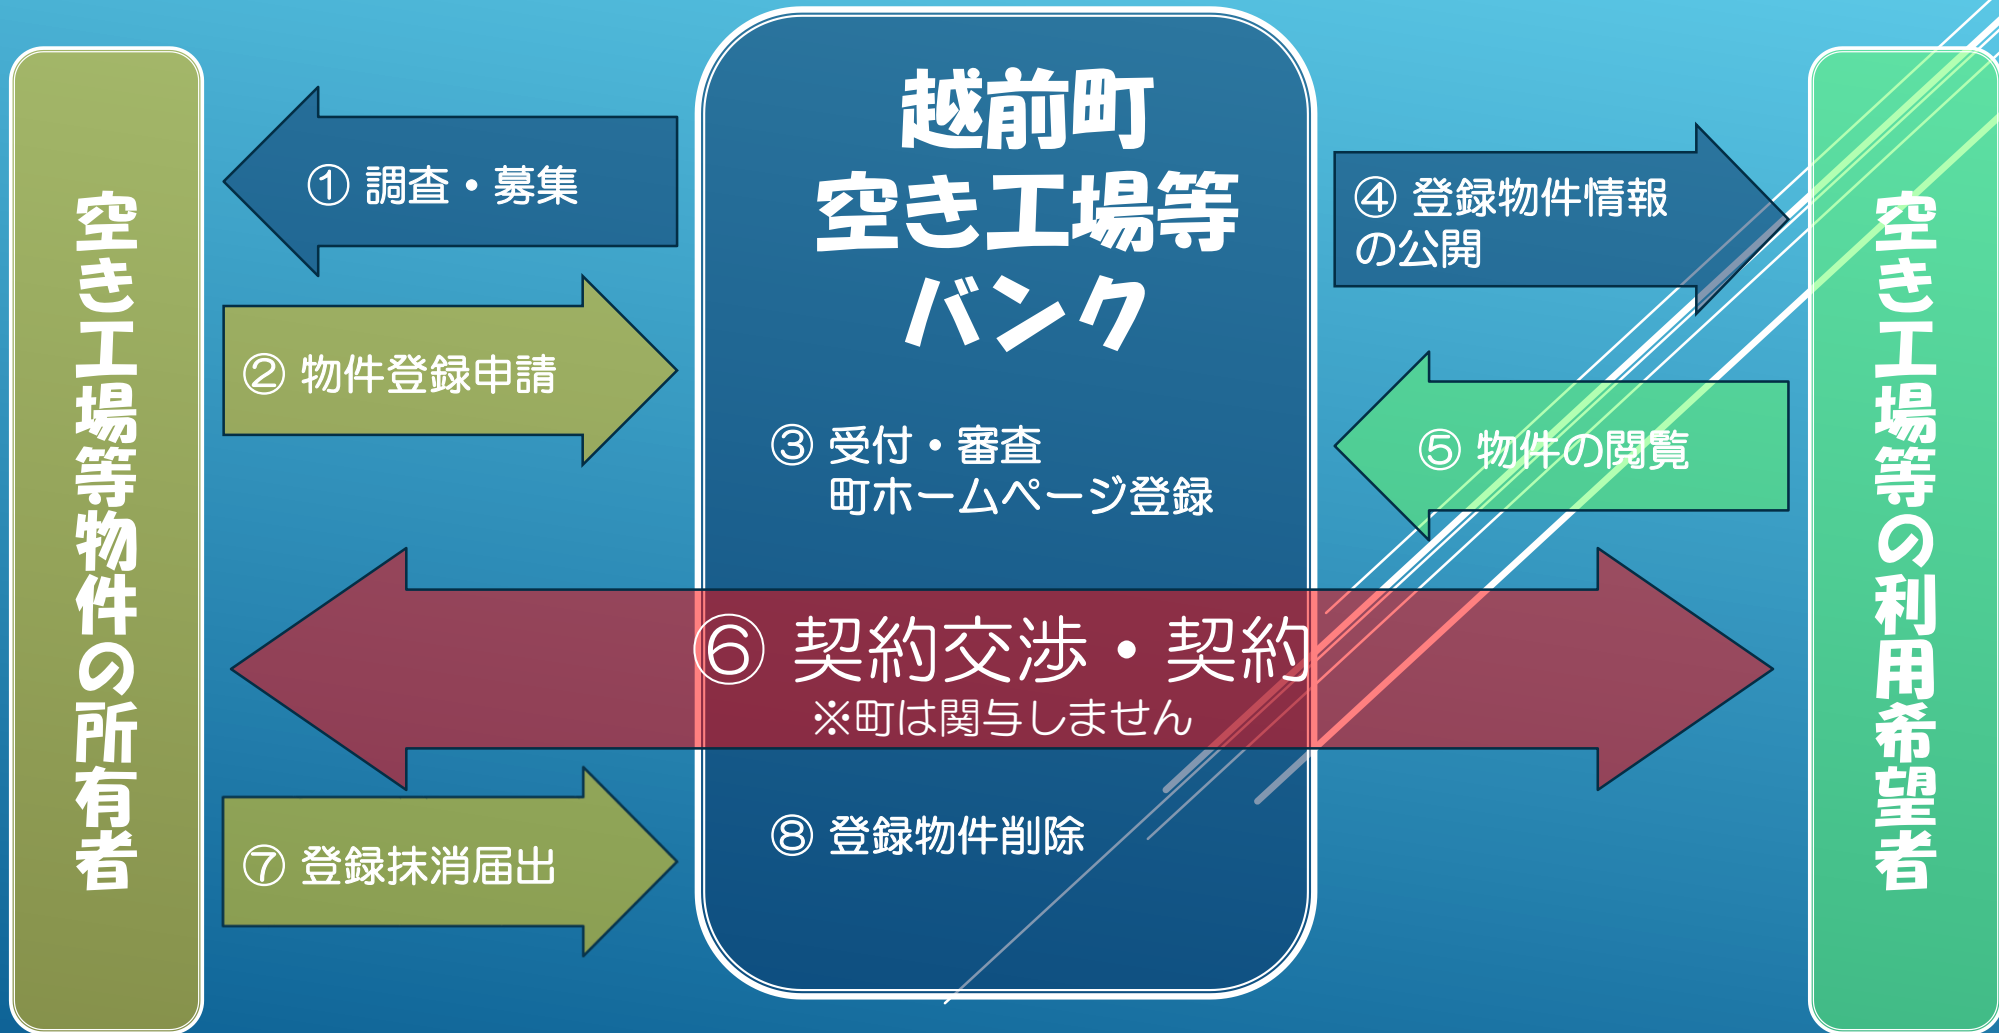 空き工場等物件の所有者
① 調査・募集
② 物件登録申請
越前町
空き工場等
バンク
③ 受付・審査
町ホームページ登録
④ 登録物件情報
の公開
⑤ 物件の閲覧
⑥ 契約交渉・契約
※町は関与しません
⑦ 登録抹消届出
⑧ 登録物件削除
空き工場等の利用希望者